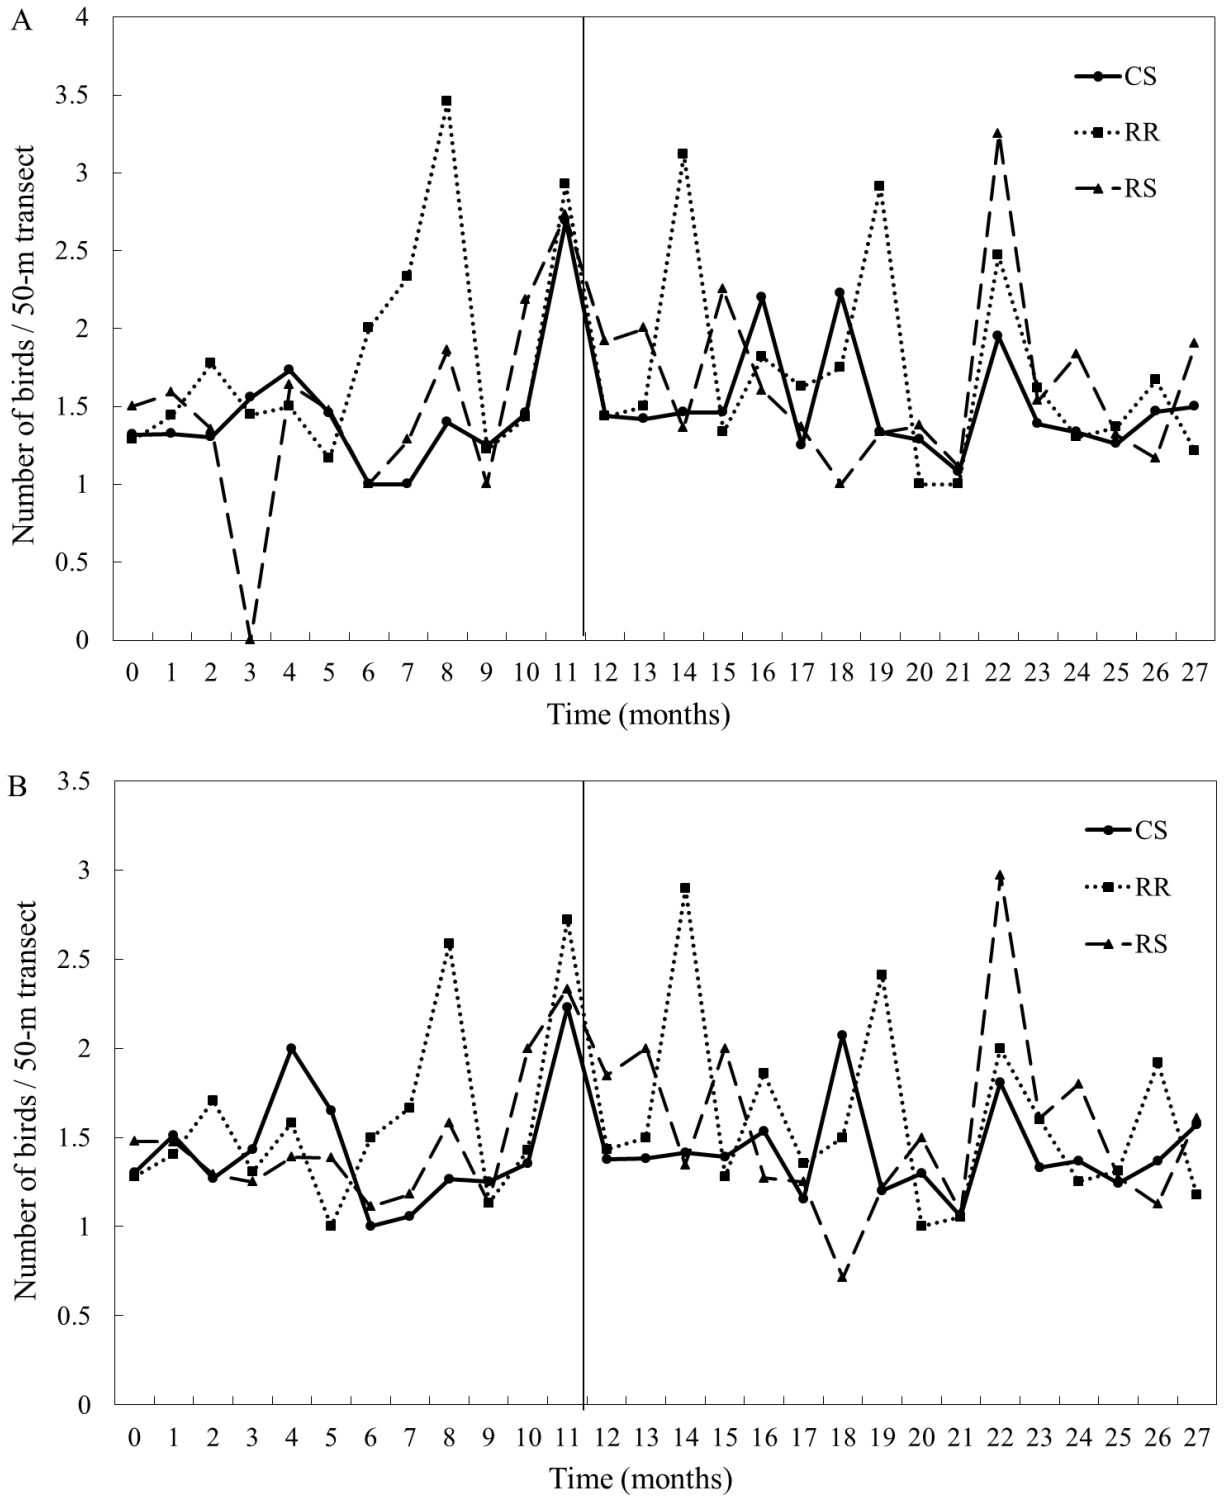 A
Number of birds / 50-m transect
4
3.5
3
2.5
2
1.5
1
0.5
0
CS
RR
RS
0 1 2 3 4 5 6 7 8 9 10 11 12 13 14 15 16 17 18 19 20 21 22 23 24 25 26 27
Time (months)
B
Number of birds / 50-m transect
3.5
3
2.5
2
1.5
1
0.5
0
CS
RR
RS
0 1 2 3 4 5 6 7 8 9 10 11 12 13 14 15 16 17 18 19 20 21 22 23 24 25 26 27
Time (months)